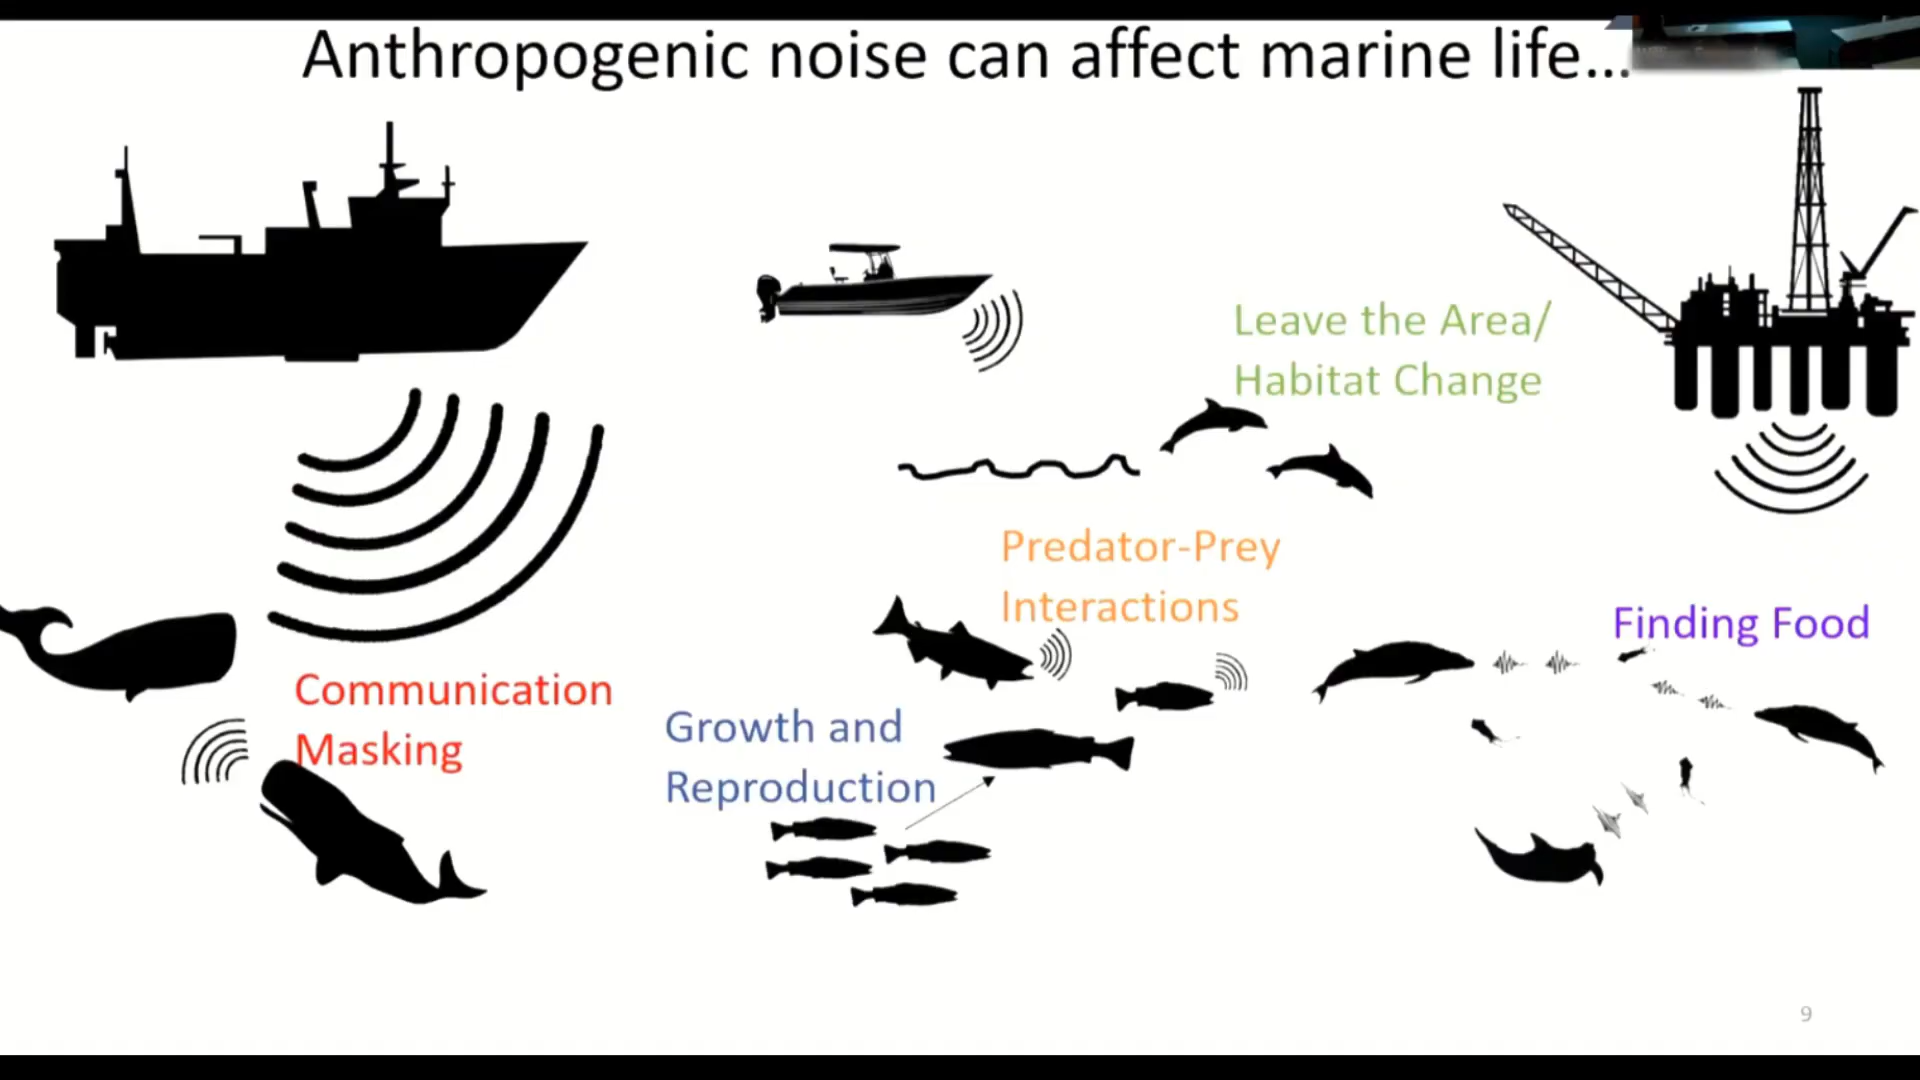 Anthropogenic noise can affect marine life...
Leave the Area/
Habitat Change
Predator-Prey
Interactions
Finding Food
Communication
Masking
Growth and
Reproduction
9